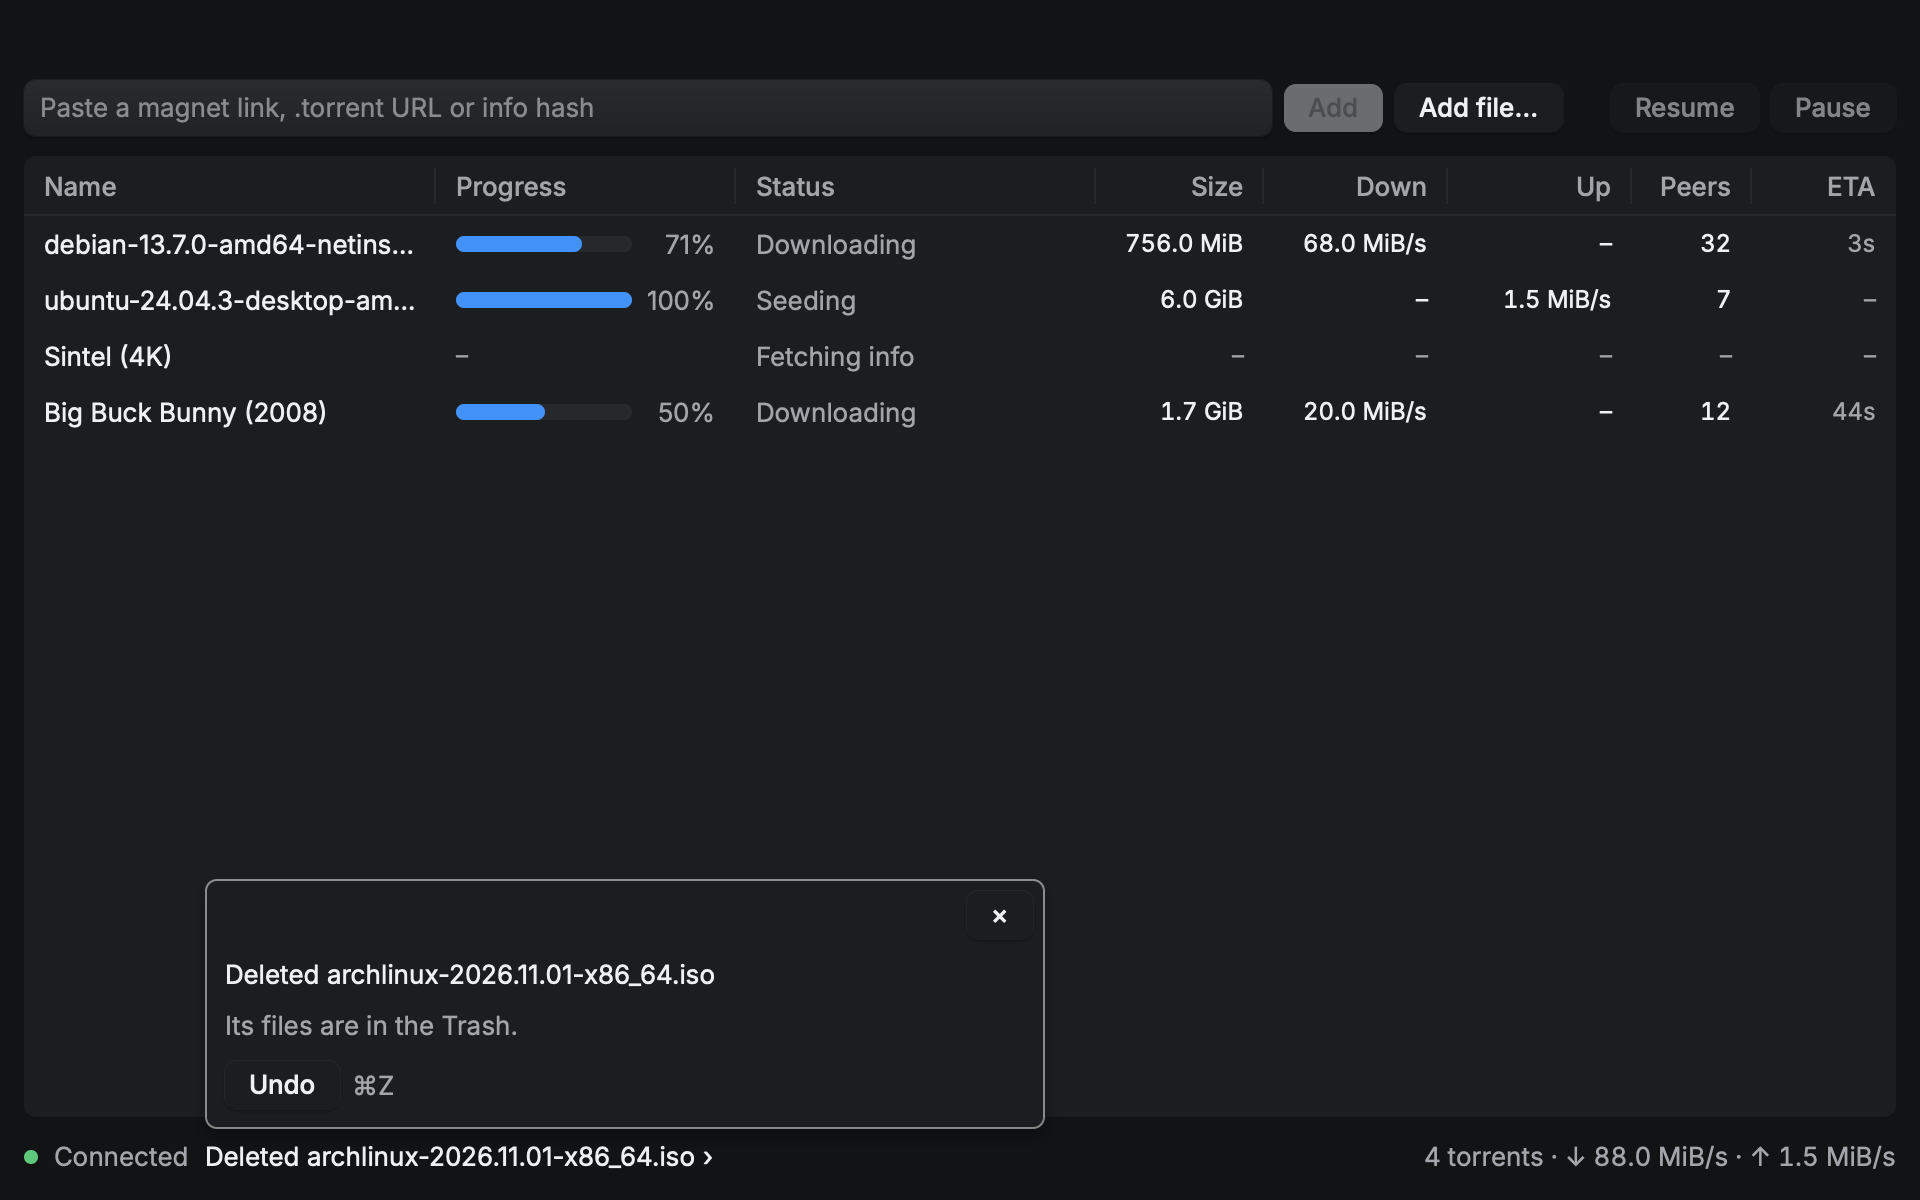 Paste a magnet link, .torrent URL or info hash Add Add file... Resume Pause
Name Progress Status Size Down Up Peers ETA
debian-13.7.0-amd64-netins... 71% Downloading 756.0 MiB 68.0 MiB/s – 32 3s
ubuntu-24.04.3-desktop-am... 100% Seeding 6.0 GiB – 1.5 MiB/s 7 –
Sintel (4K) – Fetching info – – – – –
Big Buck Bunny (2008) 50% Downloading 1.7 GiB 20.0 MiB/s – 12 44s
×
Deleted archlinux-2026.11.01-x86_64.iso
Its files are in the Trash.
Undo ⌘Z
Connected Deleted archlinux-2026.11.01-x86_64.iso › 4 torrents · ↓ 88.0 MiB/s · ↑ 1.5 MiB/s